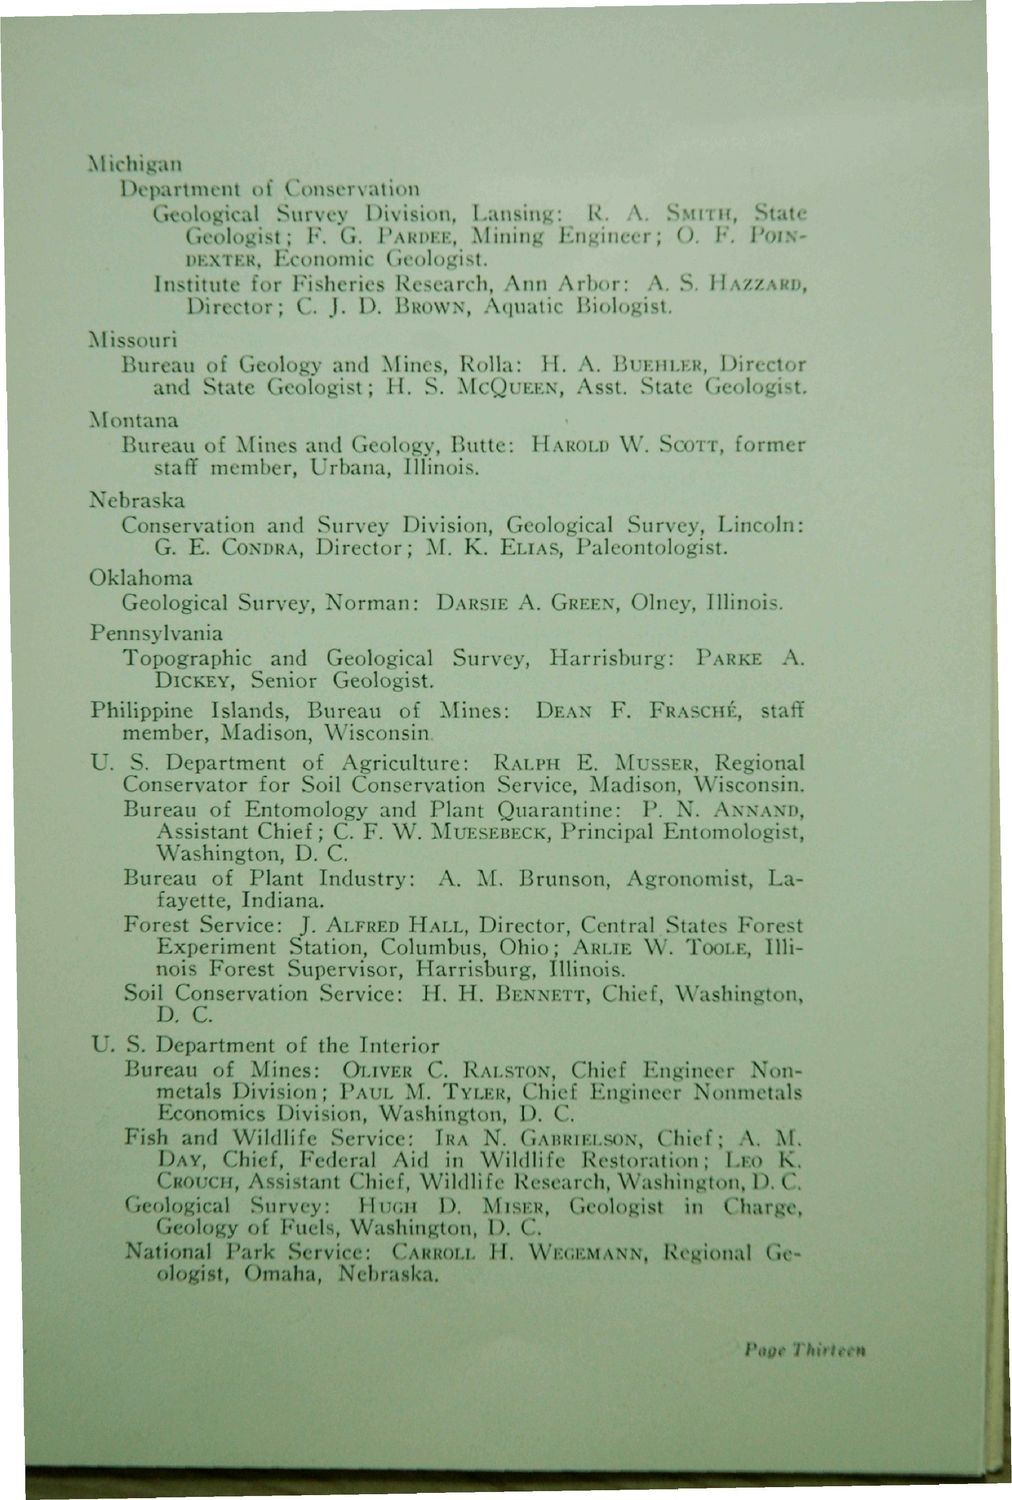 Michigan
Department of Conservation
Geological Survey Division, Lansing: R. A. SMITH, State
Geologist; F. G. PARDEE, Mining Engineer; O. F. POIN-
DEXTER, Economic Geologist.
Institute for Fisheries Research, Ann Arbor: A. S. HAZZARD,
Director; C. J. D. BROWN, Aquatic Biologist.
Missouri
Bureau of Geology and Mines, Rolla: H. A. BUEHLER, Director
and State Geologist; H. S. MCQUEEN, Asst. State Geologist.
Montana
Bureau of Mines and Geology, Butte: HAROLD W. SCOTT, former
staff member, Urbana, Illinois.
Nebraska
Conservation and Survey Division, Geological Survey, Lincoln:
G. E. CONDRA, Director; M. K. ELIAS, Paleontologist.
Oklahoma
Geological Survey, Norman: DARSIE A. GREEN, Olney, Illinois.
Pennsylvania
Topographic and Geological Survey, Harrisburg: PARKE A.
DICKEY, Senior Geologist.
Philippine Islands, Bureau of Mines: DEAN F. FRASCHÉ, staff
member, Madison, Wisconsin.
U. S. Department of Agriculture: RALPH E. MUSSER, Regional
Conservator for Soil Conservation Service, Madison, Wisconsin.
Bureau of Entomology and Plant Quarantine: P. N. ANNAND,
Assistant Chief; C. F. W. MUESEBECK, Principal Entomologist,
Washington, D. C.
Bureau of Plant Industry: A. M. Brunson, Agronomist, La-
fayette, Indiana.
Forest Service: J. ALFRED HALL, Director, Central States Forest
Experiment Station, Columbus, Ohio; ARLIE W. TOOLE, Illi-
nois Forest Supervisor, Harrisburg, Illinois.
Soil Conservation Service: H. H. BENNETT, Chief, Washington,
D. C.
U. S. Department of the Interior
Bureau of Mines: OLIVER C. RALSTON, Chief Engineer Non-
metals Division; PAUL M. TYLER, Chief Engineer Nonmetals
Economics Division, Washington, D. C.
Fish and Wildlife Service: IRA N. GABRIELSON, Chief; A. M.
DAY, Chief, Federal Aid in Wildlife Restoration; LEO K.
CROUCH, Assistant Chief, Wildlife Research, Washington, D. C.
Geological Survey: HUGH D. MISER, Geologist in Charge,
Geology of Fuels, Washington, D. C.
National Park Service: CARROLL H. WEGEMANN, Regional Ge-
ologist, Omaha, Nebraska.
Page Thirteen